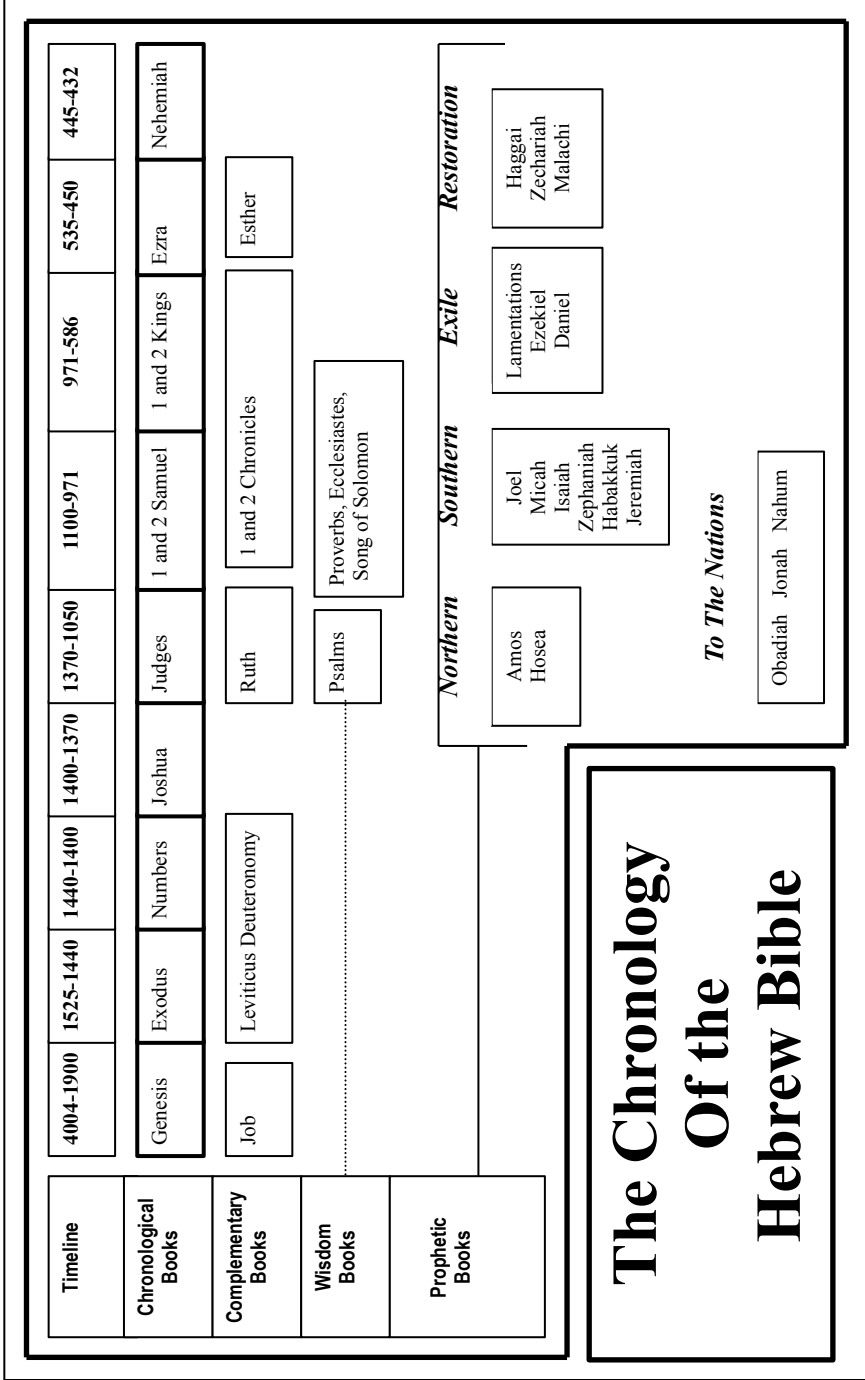 Timeline
4004-1900
1525-1440
1440-1400
1400-1370
1370-1050
1100-971
971-586
535-450
445-432
Chronological
Books
Genesis
Exodus
Numbers
Joshua
Judges
1 and 2 Samuel
1 and 2 Kings
Ezra
Nehemiah
Complementary
Books
Job
Leviticus Deuteronomy
Ruth
1 and 2 Chronicles
Esther
Wisdom
Books
Psalms
Proverbs, Ecclesiastes,
Song of Solomon
Prophetic
Books
Northern
Amos
Hosea
Southern
Joel
Micah
Isaiah
Zephaniah
Habakkuk
Jeremiah
Exile
Lamentations
Ezekiel
Daniel
Restoration
Haggai
Zechariah
Malachi
To The Nations
Obadiah Jonah Nahum
The Chronology
Of the
Hebrew Bible